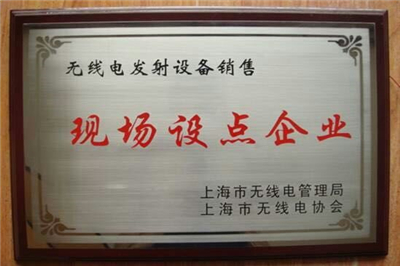 无线电发射设备销售
现场设点企业
上海市无线电管理局
上海市无线电协会